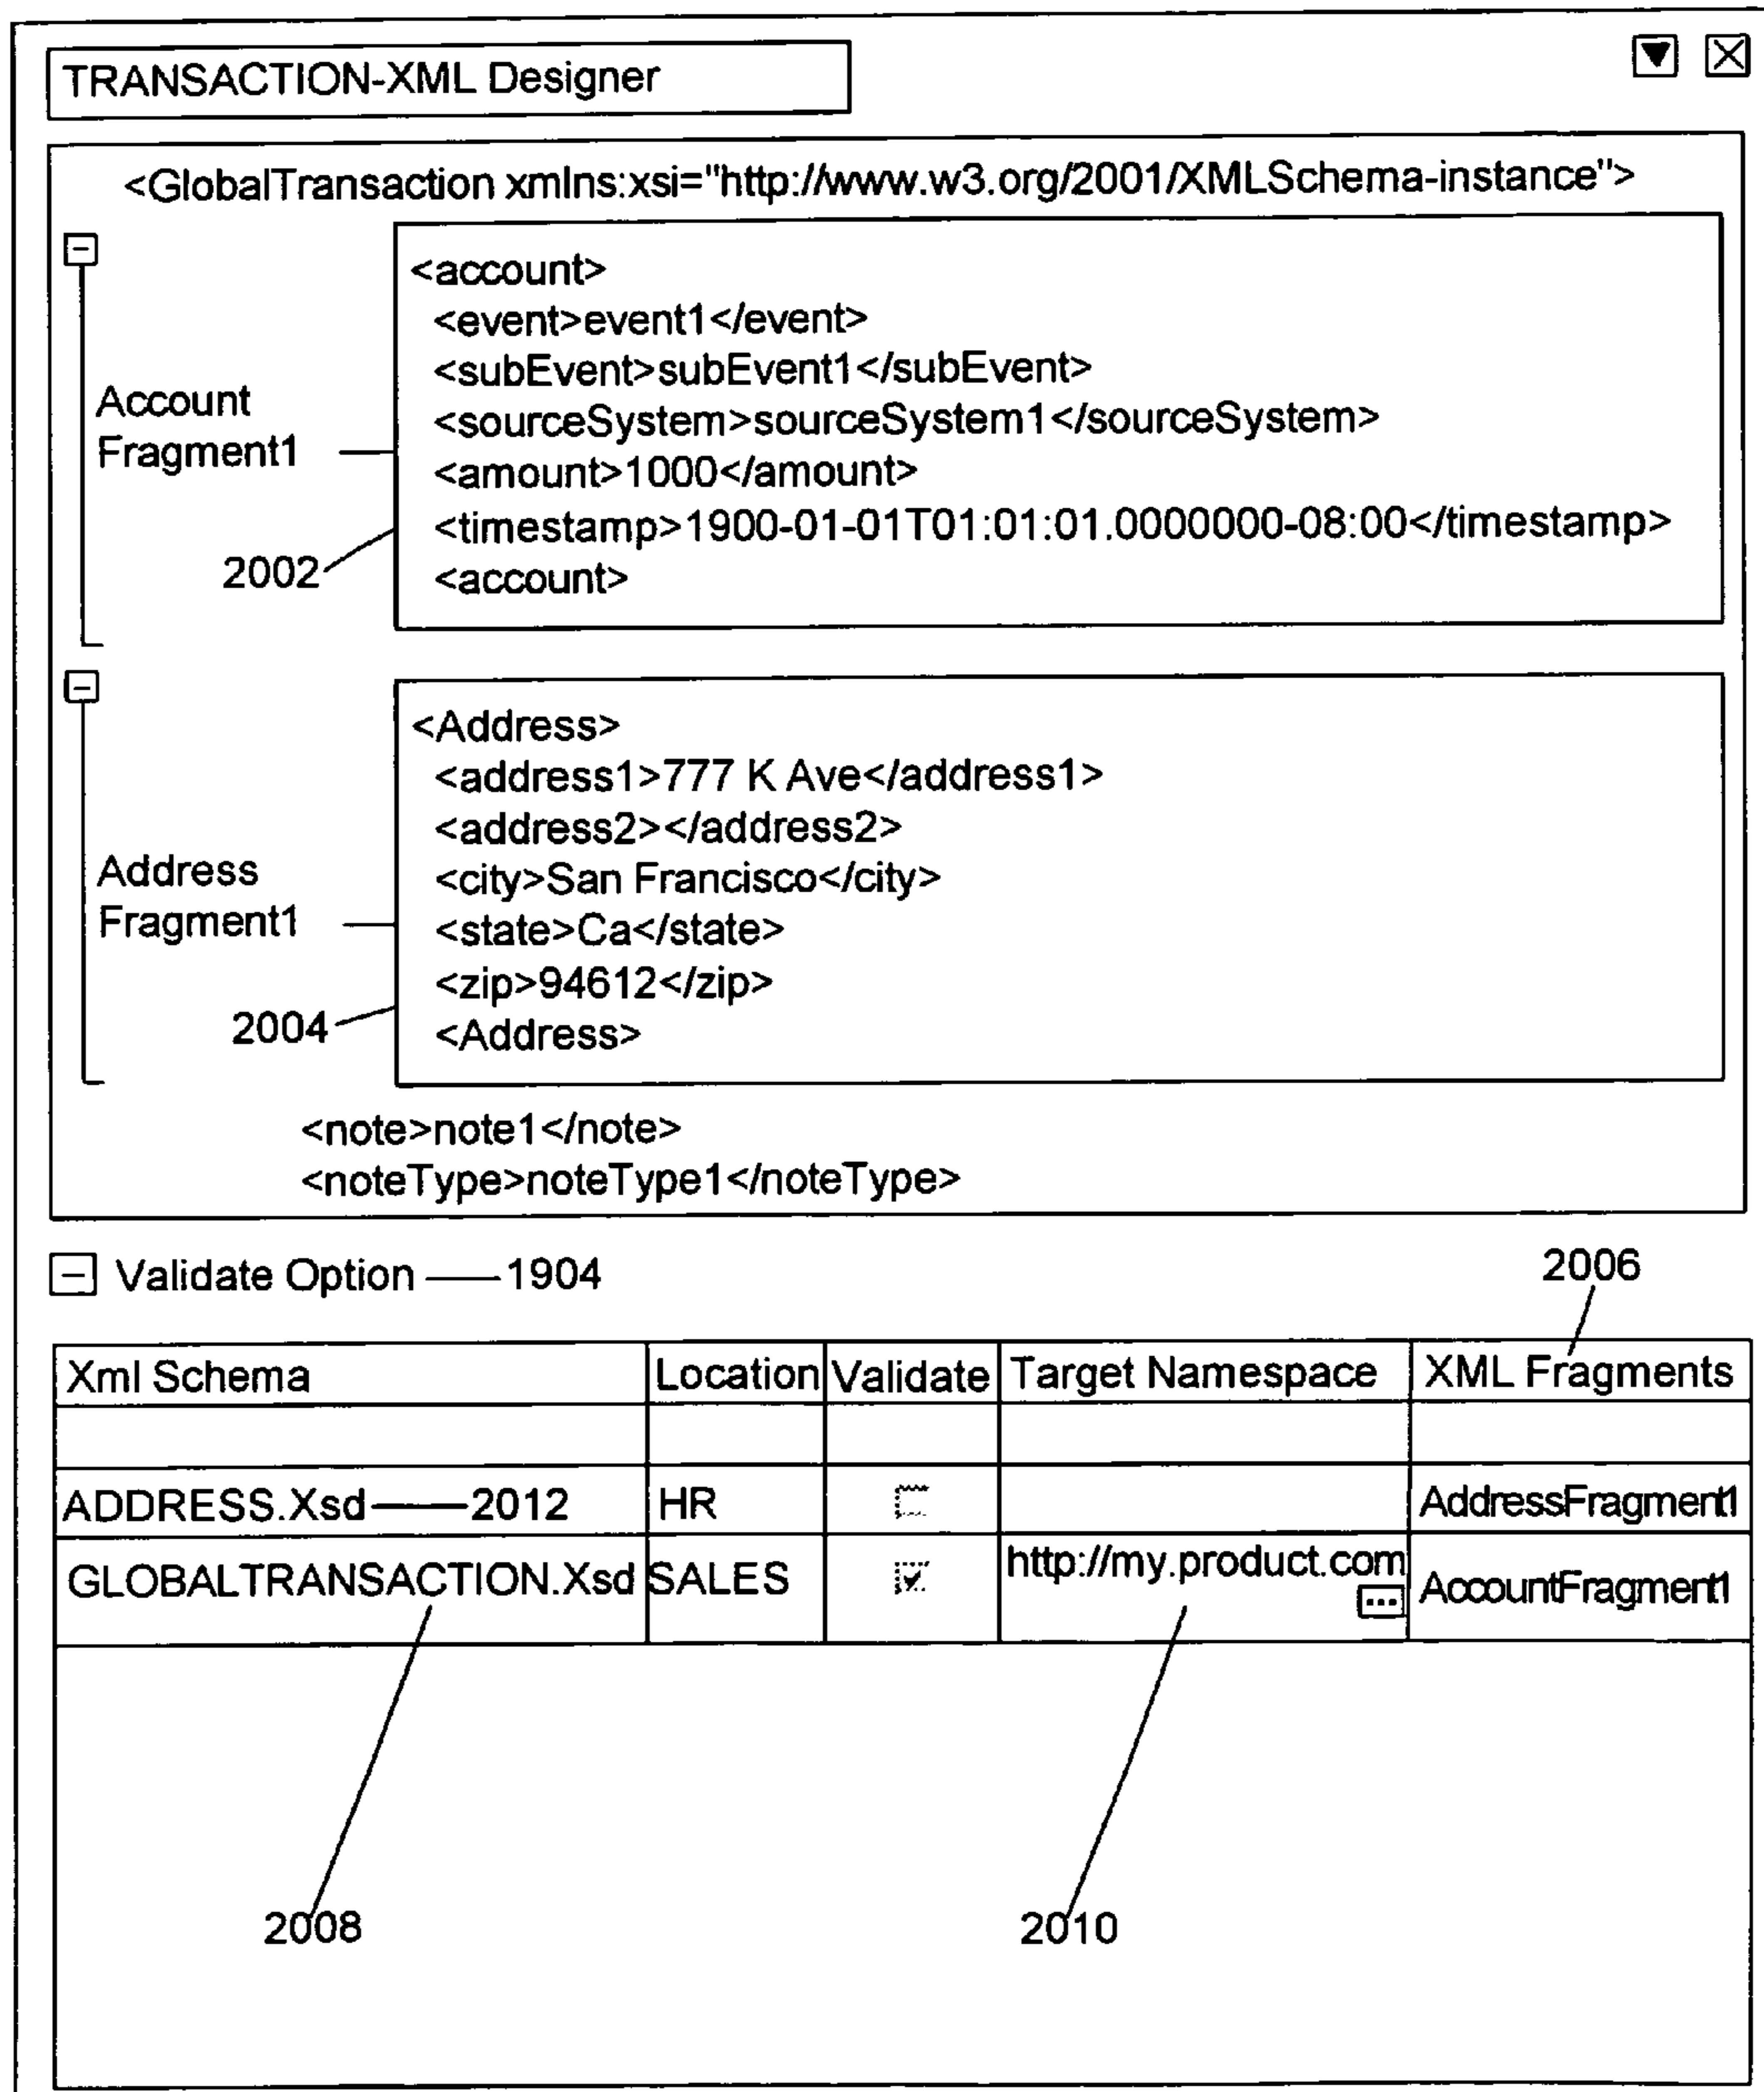 TRANSACTION-XML Designer
<GlobalTransaction xmlns:xsi="http://www.w3.org/2001/XMLSchema-instance">
<account>
<event>event1</event>
<subEvent>subEvent1</subEvent>
Account
<sourceSystem>sourceSystem1</sourceSystem>
Fragment1
<amount>1000</amount>
<timestamp>1900-01-01T01:01:01.0000000-08:00</timestamp>
2002
<account>
<Address>
<address1>777 K Ave</address1>
<address2></address2>
Address
<city>San Francisco</city>
Fragment1
<state>Ca</state>
<zip>94612</zip>
2004
<Address>
<note>note1</note>
<noteType>noteType1</noteType>
Validate Option 1904
2006
Xml Schema Location Validate Target Namespace XML Fragments
ADDRESS.Xsd 2012 HR AddressFragment1
GLOBALTRANSACTION.Xsd SALES http://my.product.com ... AccountFragment1
2008 2010